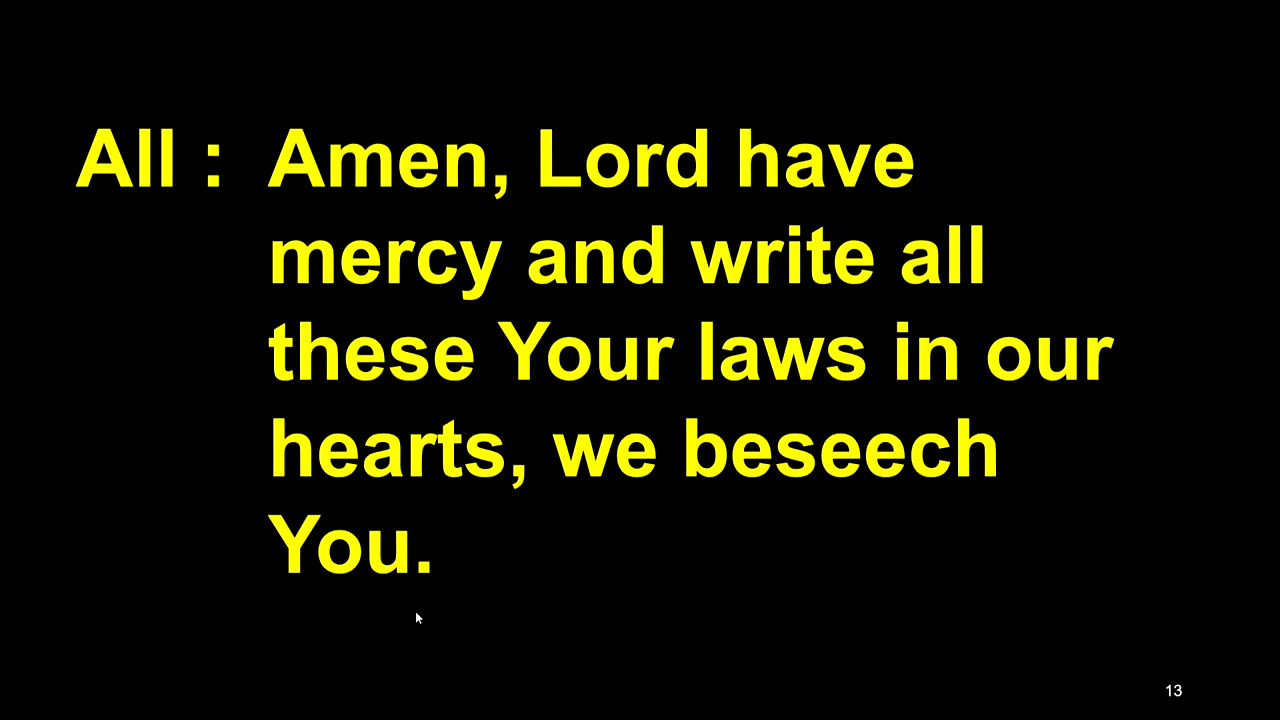 All : Amen, Lord have
mercy and write all
these Your laws in our
hearts, we beseech
You.
13